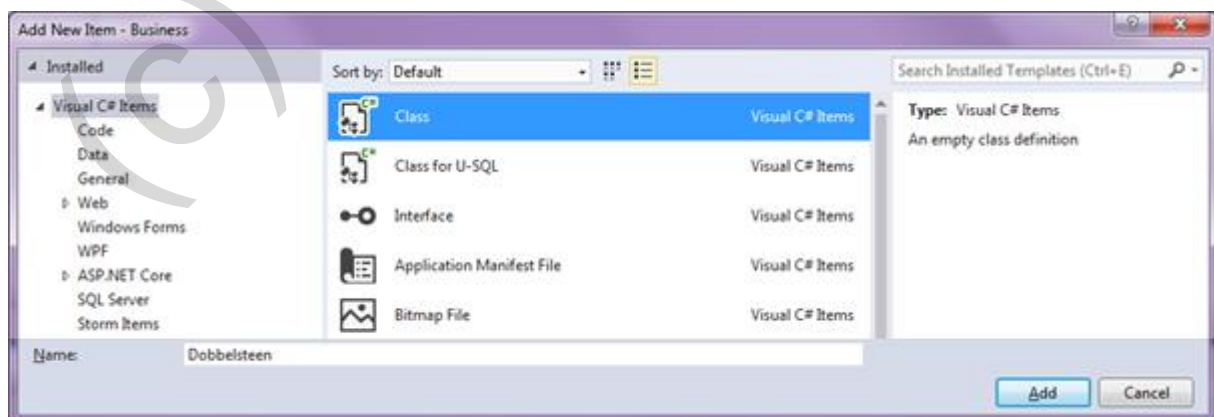 Add New Item - Business
Installed
Visual C# Items
Code
Data
General
Web
Windows Forms
WPF
ASP.NET Core
SQL Server
Storm Items
Sort by: Default
Class Visual C# Items
Class for U-SQL Visual C# Items
Interface Visual C# Items
Application Manifest File Visual C# Items
Bitmap File Visual C# Items
Search Installed Templates (Ctrl+E)
Type: Visual C# Items
An empty class definition
Name: Dobbelsteen
Add Cancel
(c)